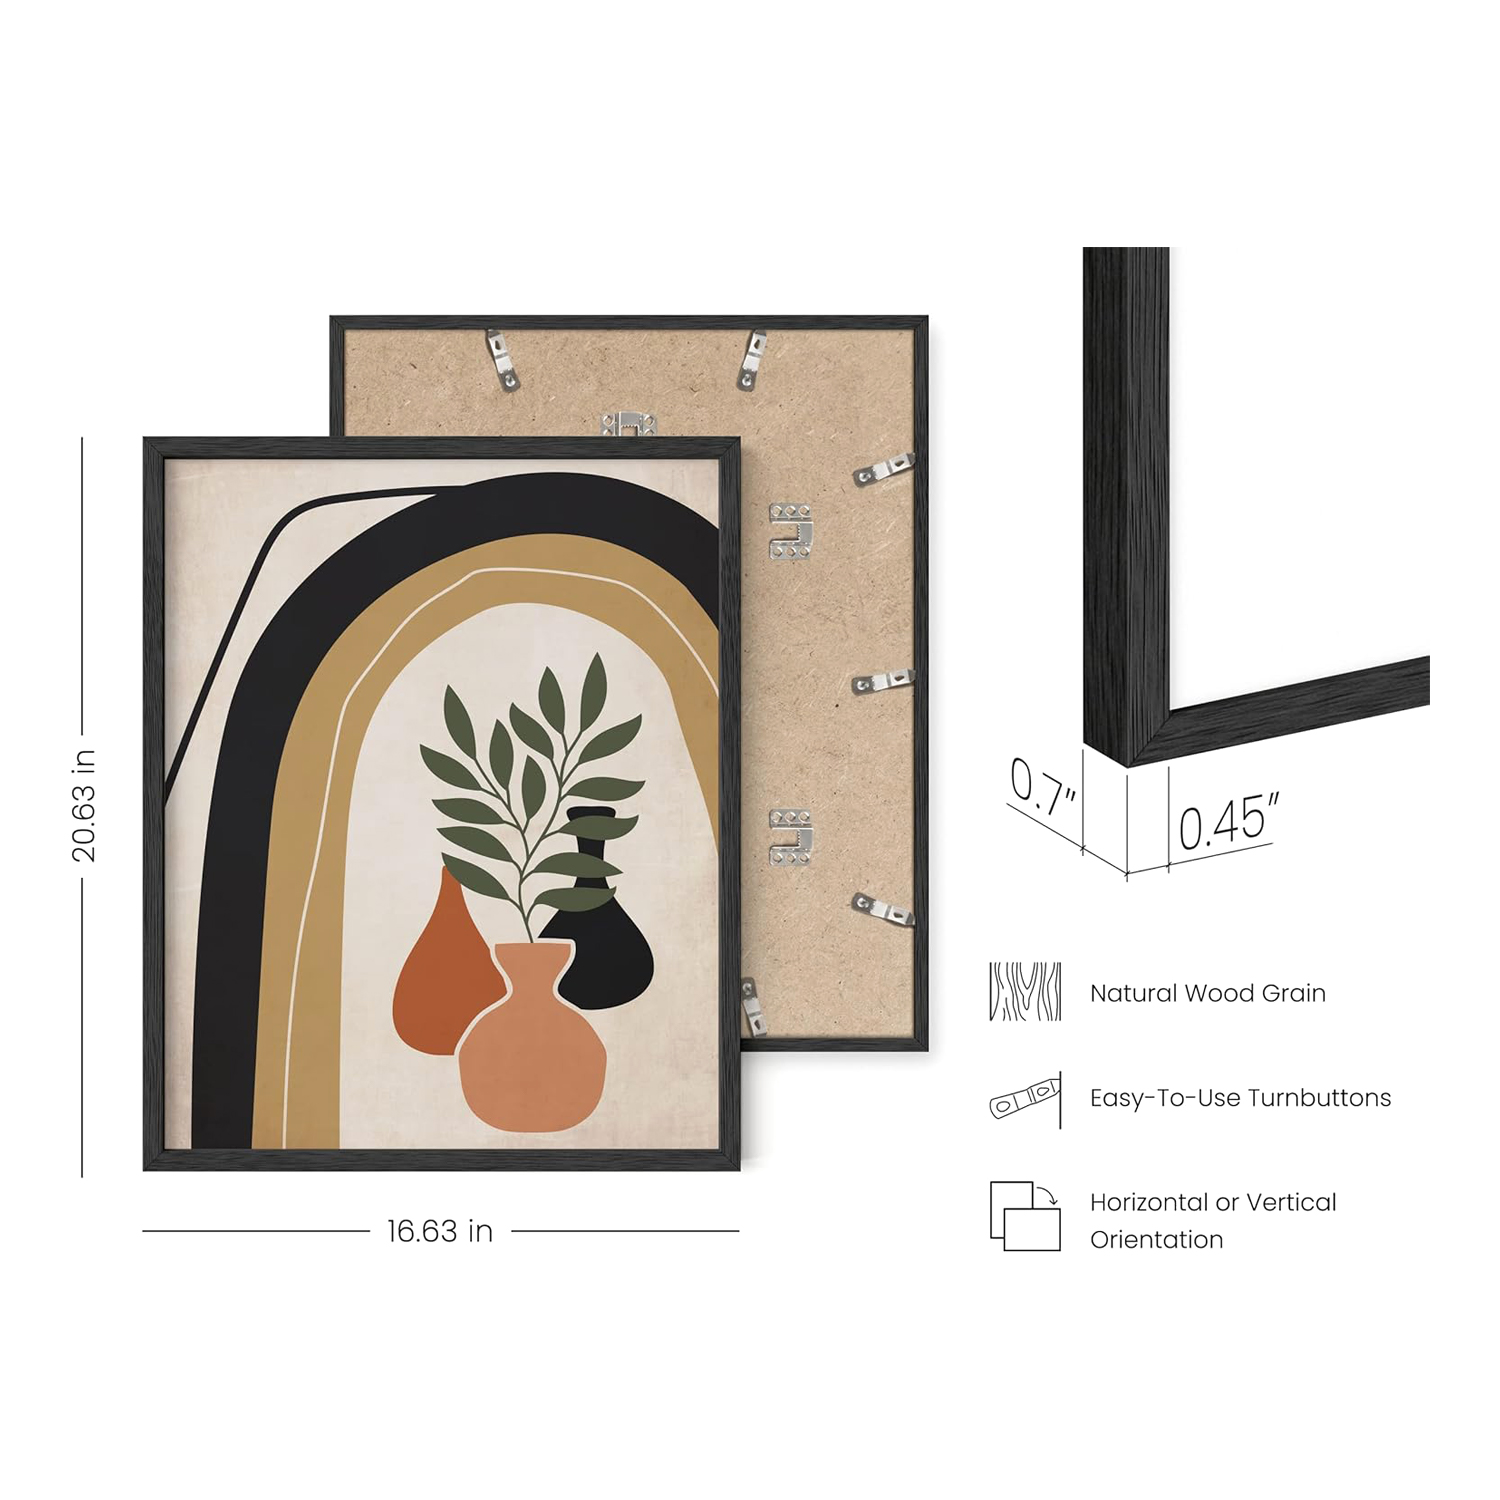 20.63 in
16.63 in
0.7"
0.45"
Natural Wood Grain
Easy-To-Use Turnbuttons
Horizontal or Vertical
Orientation